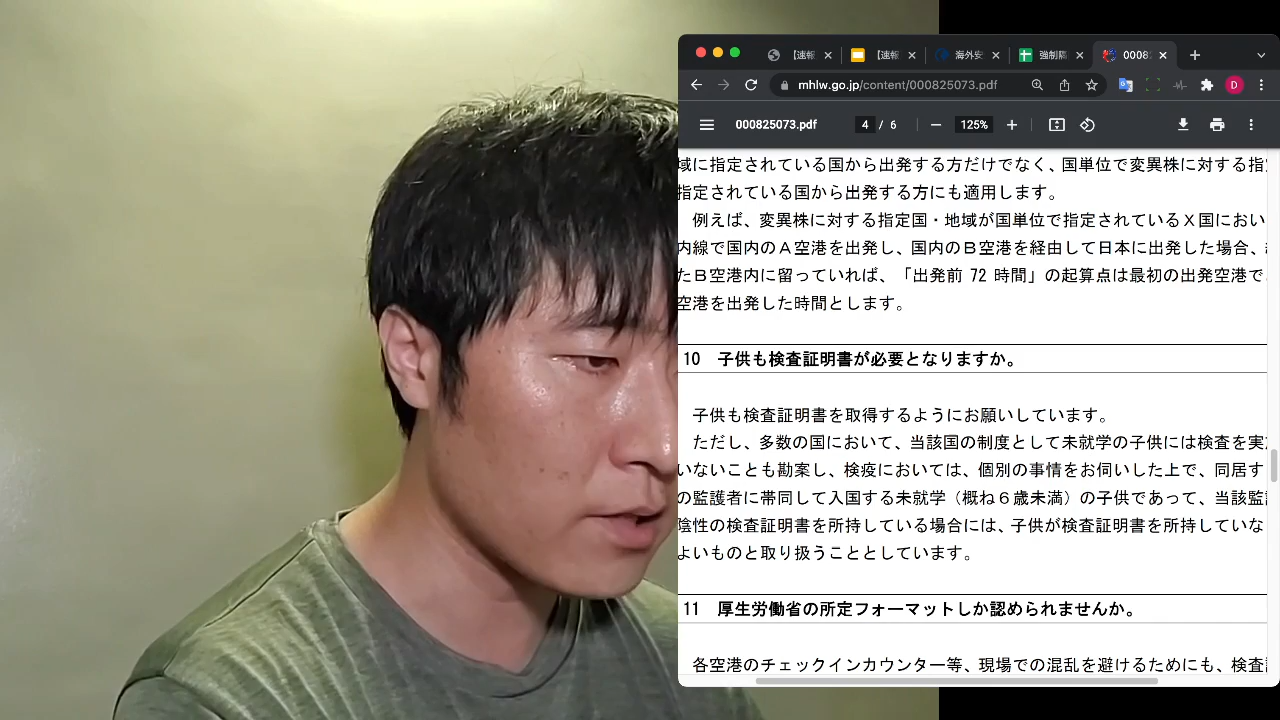 【速報
【速報
海外安
強制隔
0008
mhlw.go.jp/content/000825073.pdf
D
000825073.pdf
4 / 6
125%
域に指定されている国から出発する方だけでなく、国単位で変異株に対する指
指定されている国から出発する方にも適用します。
例えば、変異株に対する指定国・地域が国単位で指定されているX国におい
内線で国内のA空港を出発し、国内のB空港を経由して日本に出発した場合、
たB空港内に留っていれば、「出発前 72 時間」の起算点は最初の出発空港で
空港を出発した時間とします。
10 子供も検査証明書が必要となりますか。
子供も検査証明書を取得するようにお願いしています。
ただし、多数の国において、当該国の制度として未就学の子供には検査を実
いないことも勘案し、検疫においては、個別の事情をお伺いした上で、同居す
の監護者に帯同して入国する未就学（概ね６歳未満）の子供であって、当該監
陰性の検査証明書を所持している場合には、子供が検査証明書を所持していな
よいものと取り扱うこととしています。
11 厚生労働省の所定フォーマットしか認められませんか。
各空港のチェックインカウンター等、現場での混乱を避けるためにも、検査